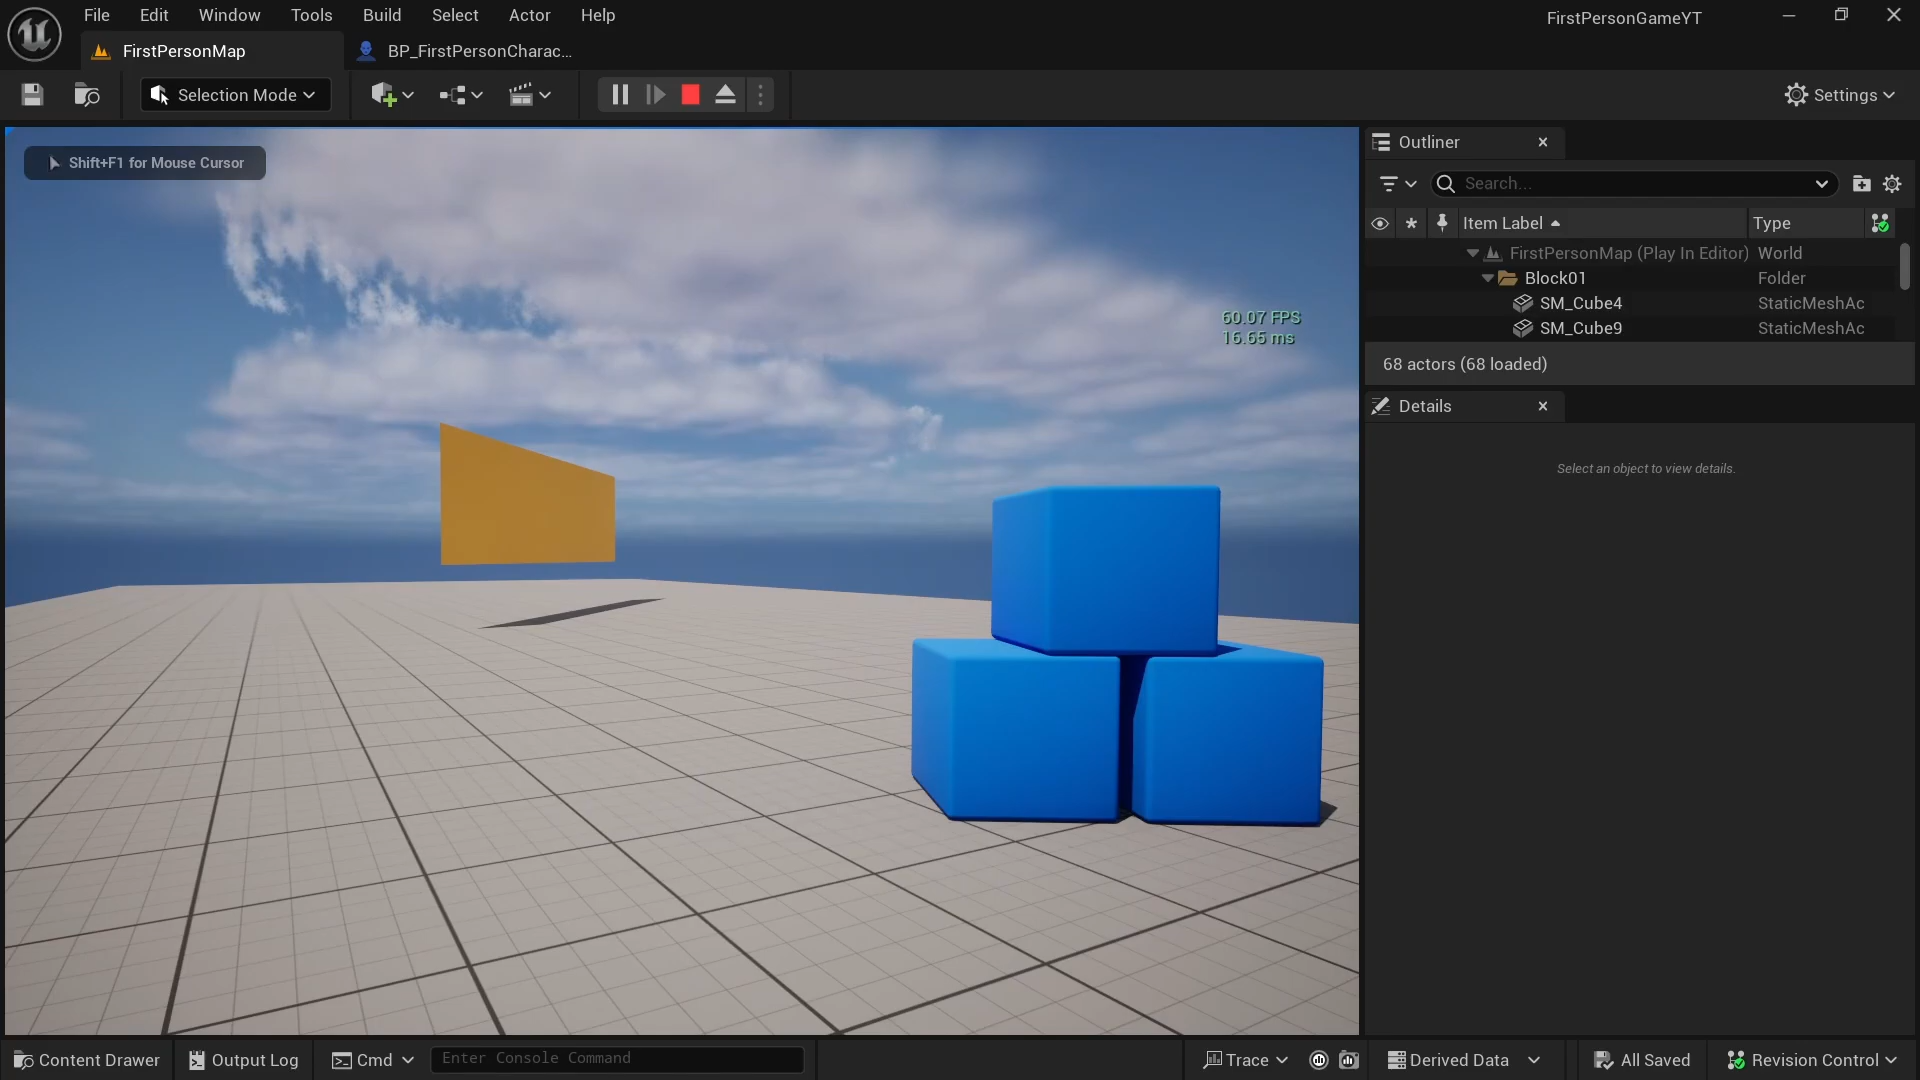 File Edit Window Tools Build Select Actor Help
FirstPersonGameYT
FirstPersonMap
BP_FirstPersonCharac...
Selection Mode
Settings
Shift+F1 for Mouse Cursor
60.07 FPS
16.65 ms
Outliner
Search...
Item Label Type
FirstPersonMap (Play In Editor) World
Block01 Folder
SM_Cube4 StaticMeshAc
SM_Cube9 StaticMeshAc
68 actors (68 loaded)
Details
Select an object to view details.
Content Drawer Output Log Cmd Enter Console Command Trace Derived Data All Saved Revision Control